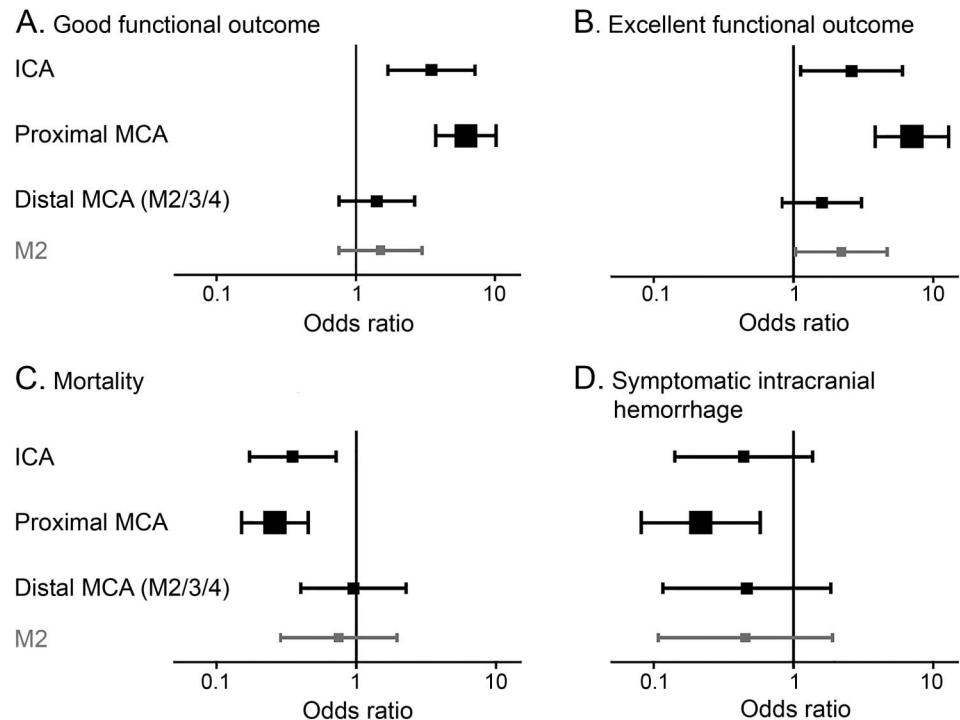 A. Good functional outcome
ICA
Proximal MCA
Distal MCA (M2/3/4)
M2
0.1 1 10
Odds ratio
B. Excellent functional outcome
0.1 1 10
Odds ratio
C. Mortality
ICA
Proximal MCA
Distal MCA (M2/3/4)
M2
0.1 1 10
Odds ratio
D. Symptomatic intracranial
hemorrhage
0.1 1 10
Odds ratio